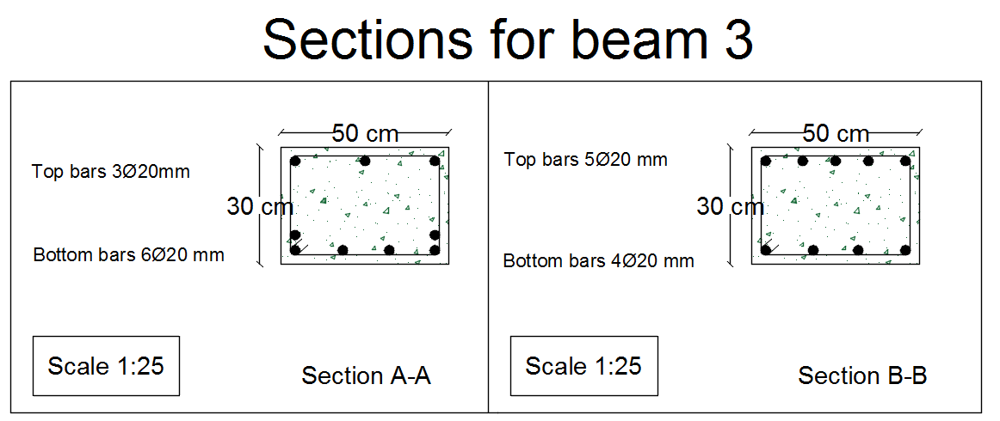 Sections for beam 3
50 cm
Top bars 3Ø20mm
30 cm
Bottom bars 6Ø20 mm
Scale 1:25
Section A-A
50 cm
Top bars 5Ø20 mm
30 cm
Bottom bars 4Ø20 mm
Scale 1:25
Section B-B